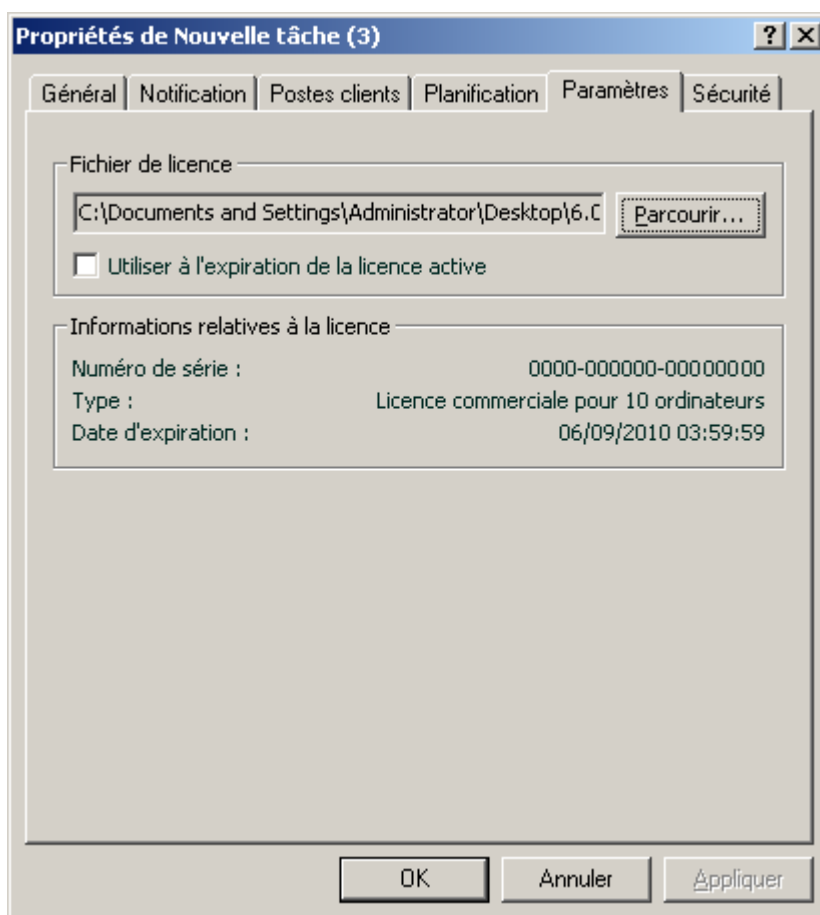 Propriétés de Nouvelle tâche (3)
Général Notification Postes clients Planification Paramètres Sécurité
Fichier de licence
C:\Documents and Settings\Administrator\Desktop\6.C Parcourir...
Utiliser à l'expiration de la licence active
Informations relatives à la licence
Numéro de série : 0000-000000-00000000
Type : Licence commerciale pour 10 ordinateurs
Date d'expiration : 06/09/2010 03:59:59
OK Annuler Appliquer